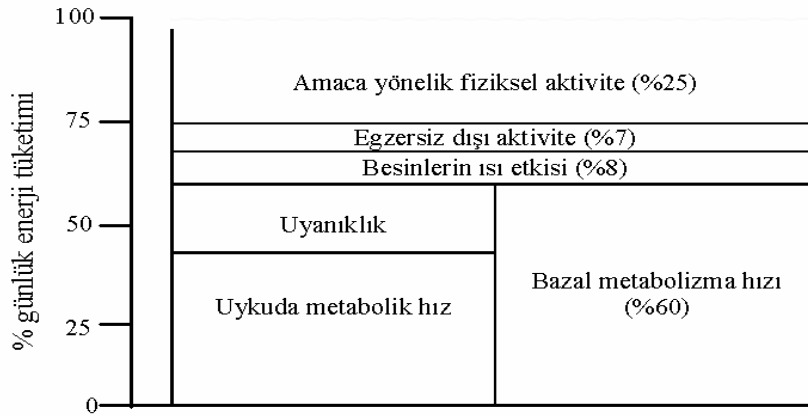 100
Amaca yönelik fiziksel aktivite (%25)
75
Egzersiz dışı aktivite (%7)
Besinlerin ısı etkisi (%8)
50
Uyanıklık
Bazal metabolizma hızı
(%60)
Uykuda metabolik hız
25
0
% günlük enerji tüketimi